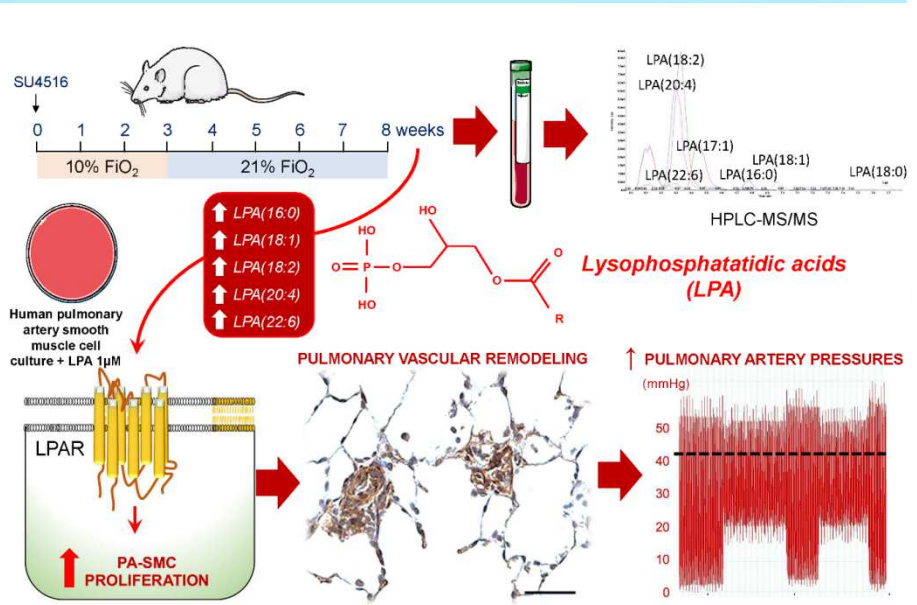 SU4516
0 1 2 3 4 5 6 7 8 weeks
10% FiO₂
21% FiO₂
LPA(18:2)
LPA(20:4)
LPA(17:1)
LPA(18:1)
LPA(22:6)
LPA(16:0)
LPA(18:0)
HPLC-MS/MS
LPA(16:0)
LPA(18:1)
LPA(18:2)
LPA(20:4)
LPA(22:6)
HO
HO
O
O=P
O
O
HO
R
Lysophosphatatidic acids
(LPA)
Human pulmonary
artery smooth
muscle cell
culture + LPA 1µM
LPAR
PA-SMC
PROLIFERATION
PULMONARY VASCULAR REMODELING
↑ PULMONARY ARTERY PRESSURES
(mmHg)
50
40
30
20
10
0